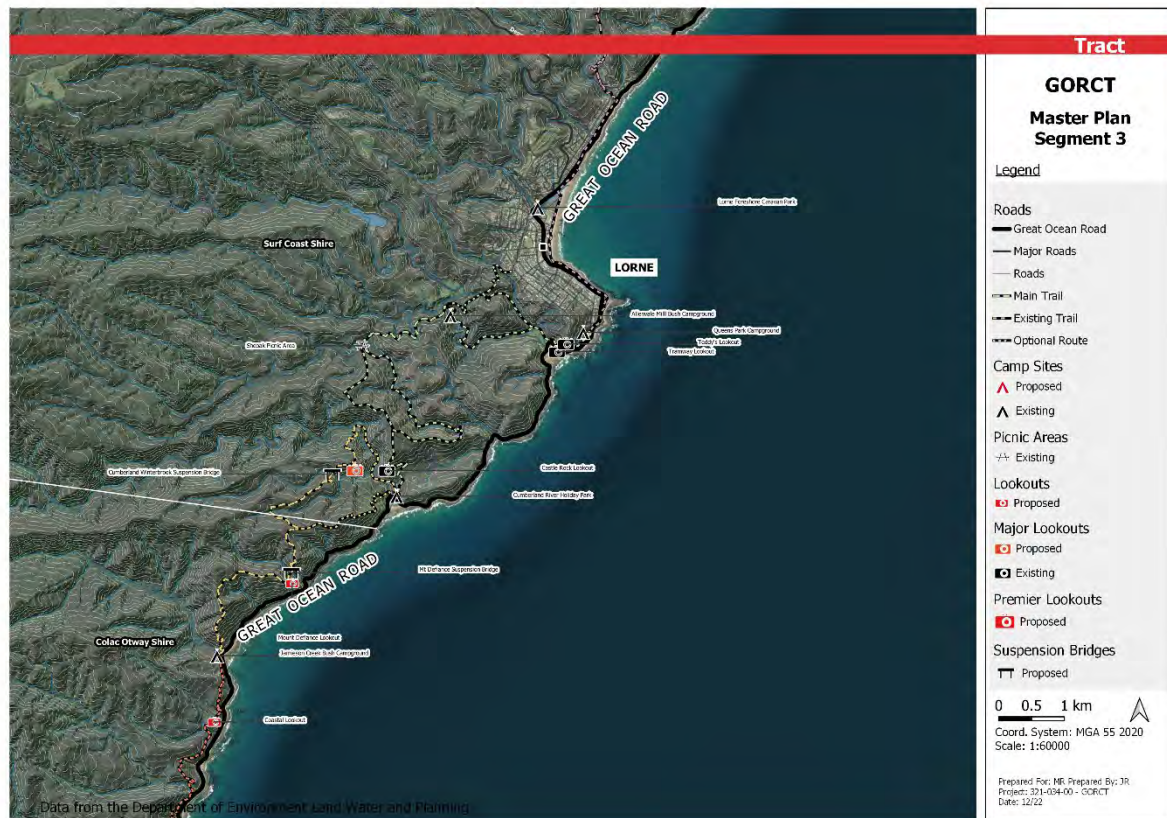 Tract
GREAT OCEAN ROAD
Lorne Foreshore Caravan Park
Surf Coast Shire
LORNE
Allenvale Mill Bush Campground
Queens Park Campground
Teddy's Lookout
Tramway Lookout
Sheoak Picnic Area
Cumberland Winterbrook Suspension Bridge
Castle Rock Lookout
Cumberland River Holiday Park
Mt Defiance Suspension Bridge
GREAT OCEAN ROAD
Mount Defiance Lookout
Colac Otway Shire
Jamieson Creek Bush Campground
Coastal Lookout
Data from the Department of Environment Land Water and Planning
GORCT
Master Plan
Segment 3
Legend
Roads
Great Ocean Road
Major Roads
Roads
Main Trail
Existing Trail
Optional Route
Camp Sites
Proposed
Existing
Picnic Areas
Existing
Lookouts
Proposed
Major Lookouts
Proposed
Existing
Premier Lookouts
Proposed
Suspension Bridges
Proposed
0 0.5 1 km
Coord. System: MGA 55 2020
Scale: 1:60000
Prepared For: MR Prepared By: JR
Project: 321-034-00 - GORCT
Date: 12/22